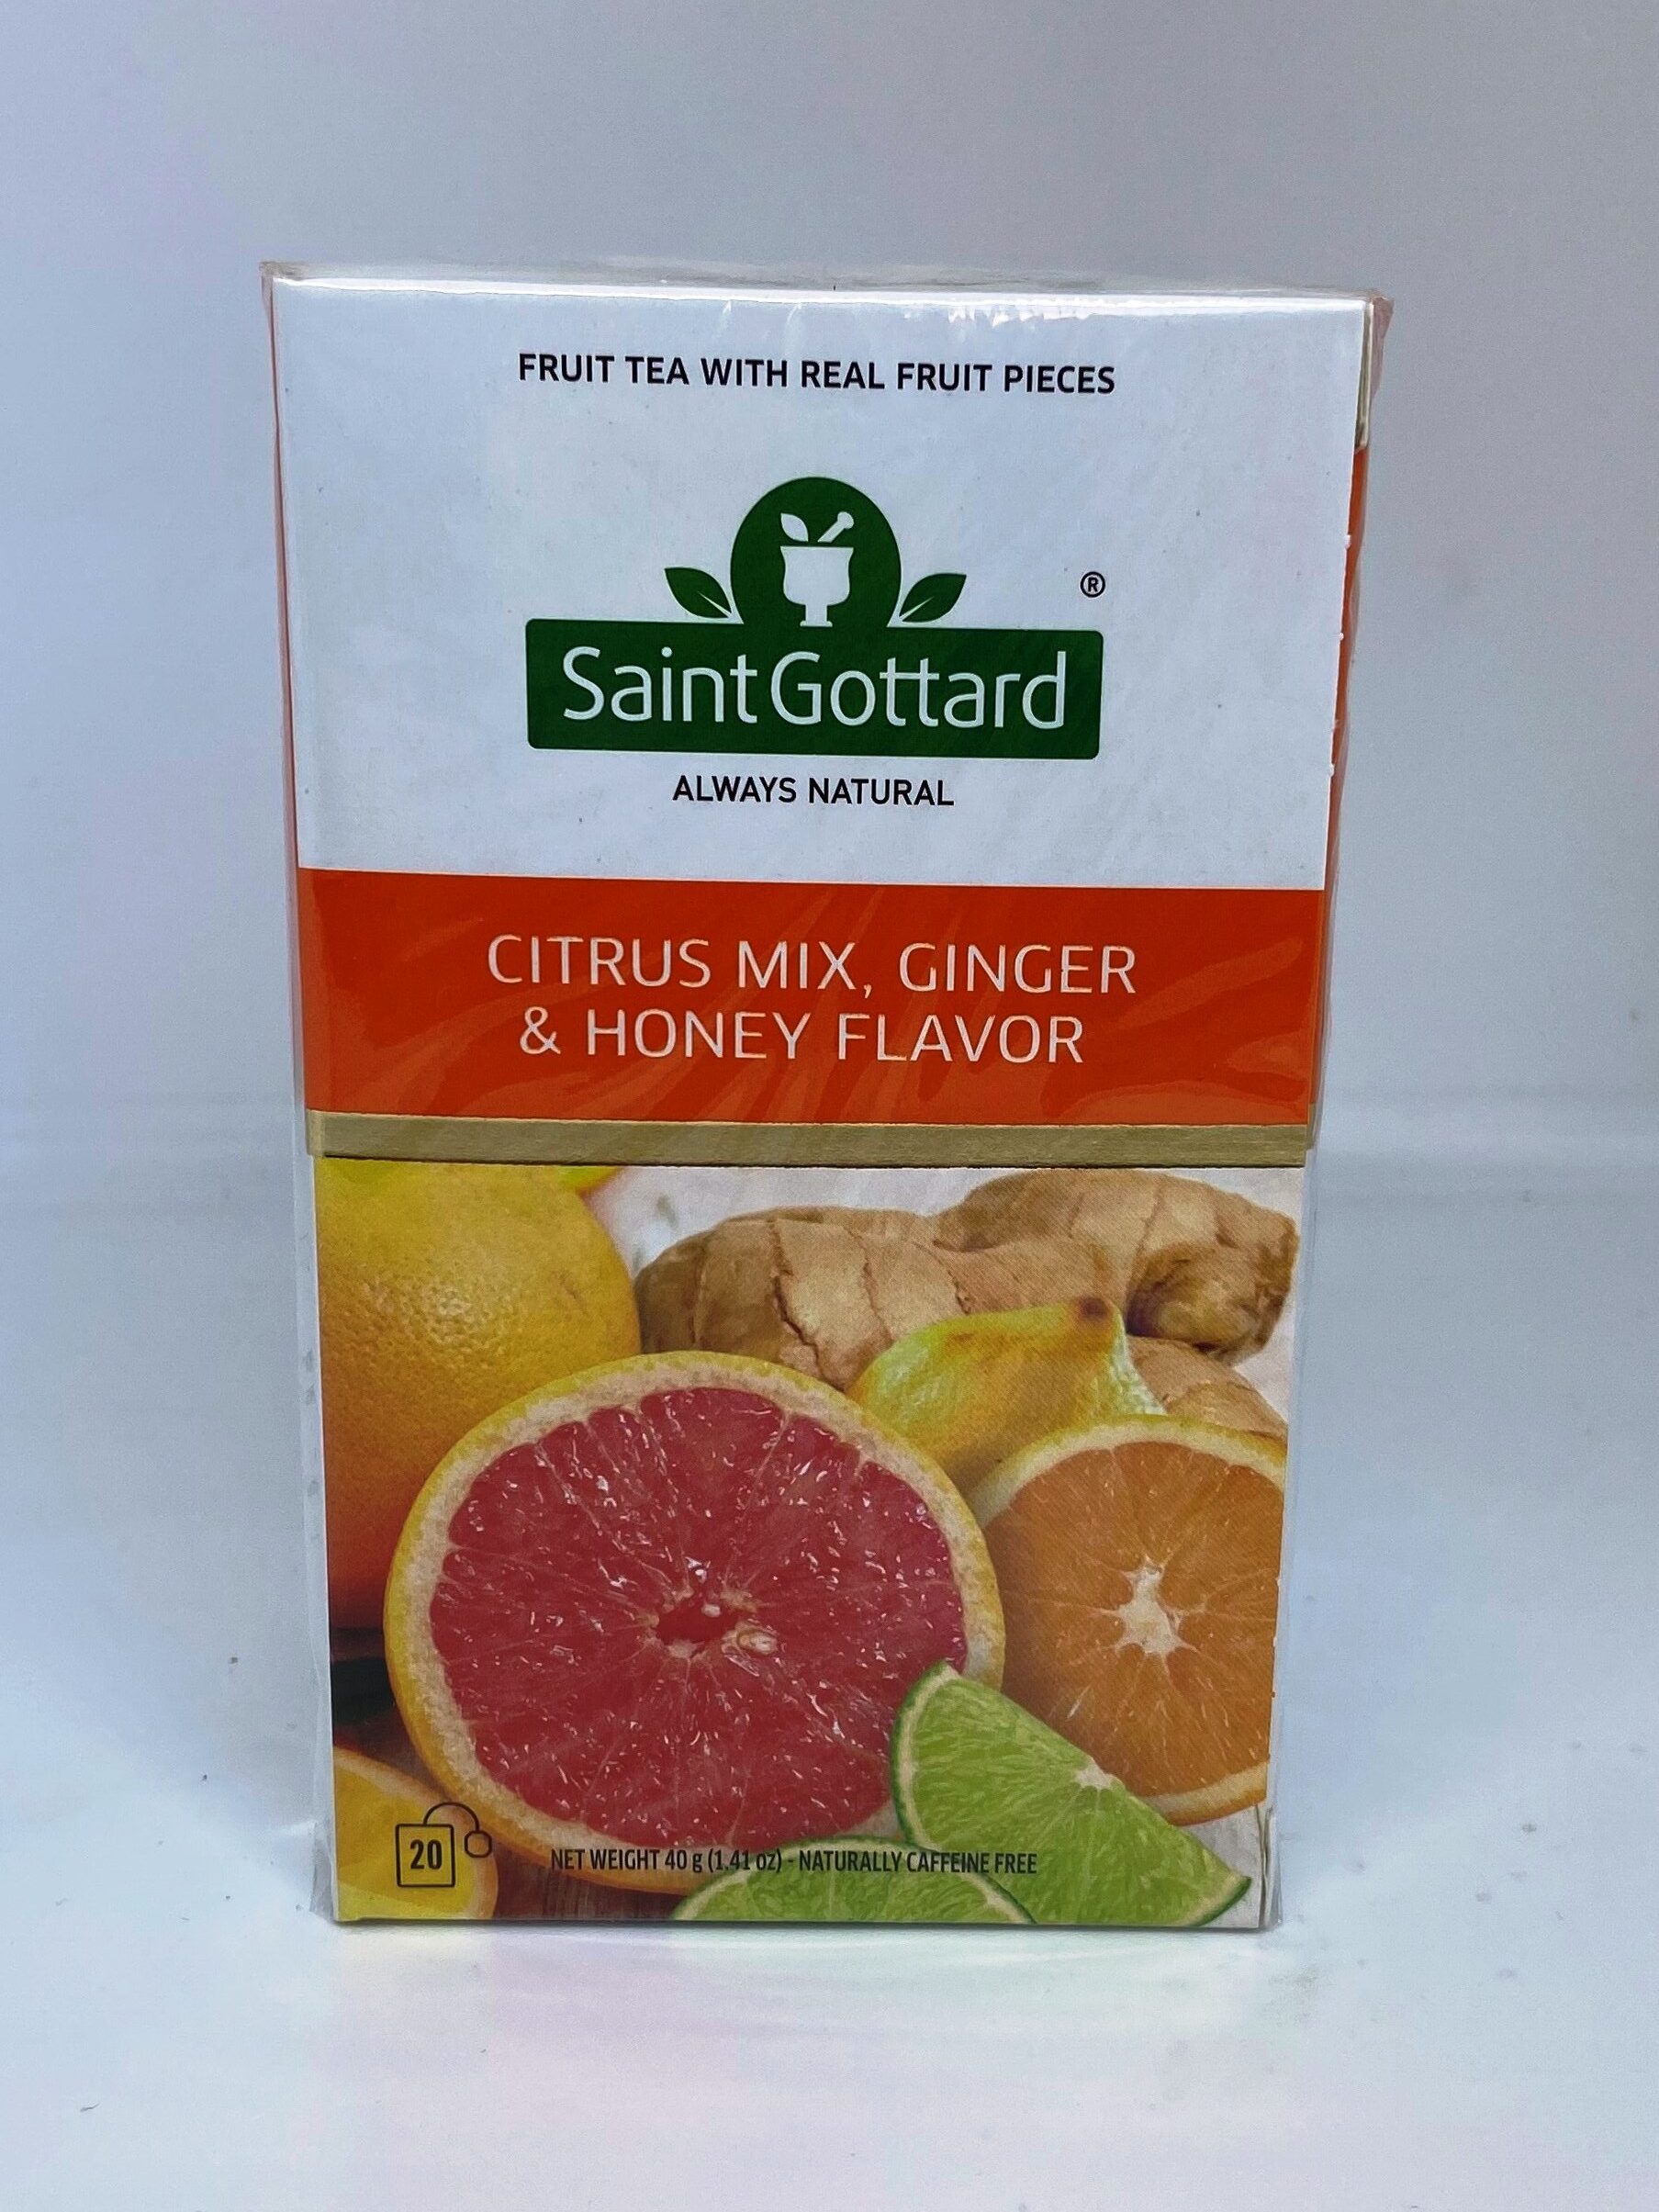 FRUIT TEA WITH REAL FRUIT PIECES
®
Saint Gottard
ALWAYS NATURAL
CITRUS MIX, GINGER
& HONEY FLAVOR
20
NET WEIGHT 40 g (1.41 oz) - NATURALLY CAFFEINE FREE